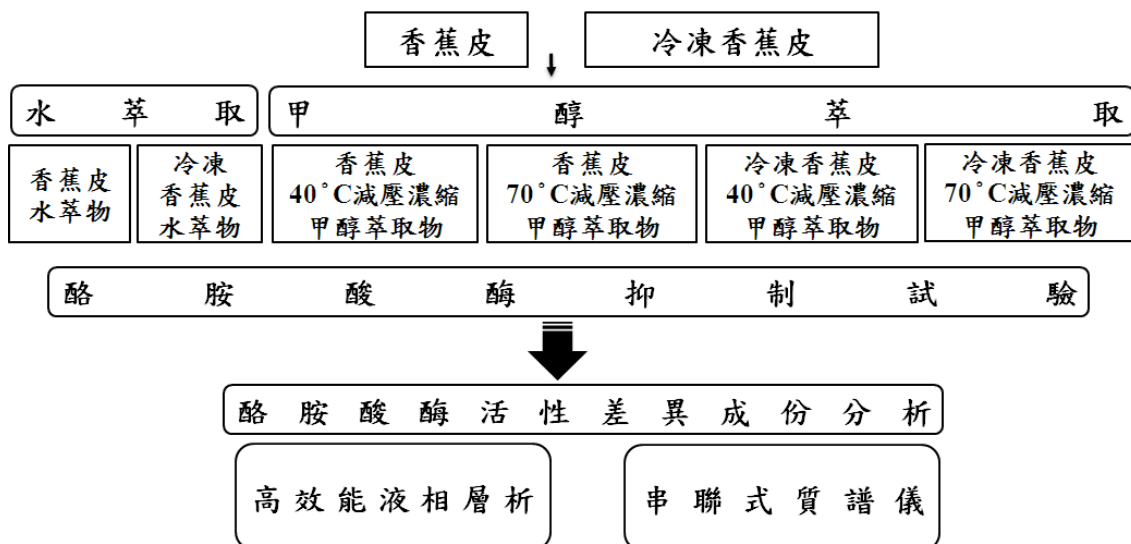 香蕉皮
冷凍香蕉皮
水萃取
甲醇萃取
香蕉皮
水萃物
冷凍
香蕉皮
水萃物
香蕉皮
40°C減壓濃縮
甲醇萃取物
香蕉皮
70°C減壓濃縮
甲醇萃取物
冷凍香蕉皮
40°C減壓濃縮
甲醇萃取物
冷凍香蕉皮
70°C減壓濃縮
甲醇萃取物
酪胺酸酶抑制試驗
酪胺酸酶活性差異成份分析
高效能液相層析
串聯式質譜儀